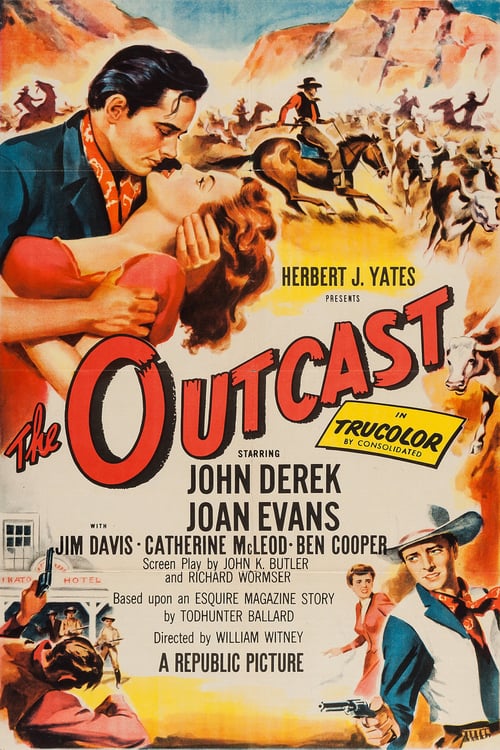 HERBERT J. YATES
PRESENTS
The OUTCAST
IN
TRUCOLOR
BY CONSOLIDATED
STARRING
JOHN DEREK
JOAN EVANS
WITH
JIM DAVIS · CATHERINE McLEOD · BEN COOPER
Screen Play by JOHN K. BUTLER
and RICHARD WORMSER
Based upon an ESQUIRE MAGAZINE STORY
by TODHUNTER BALLARD
Directed by WILLIAM WITNEY
A REPUBLIC PICTURE
HOTEL